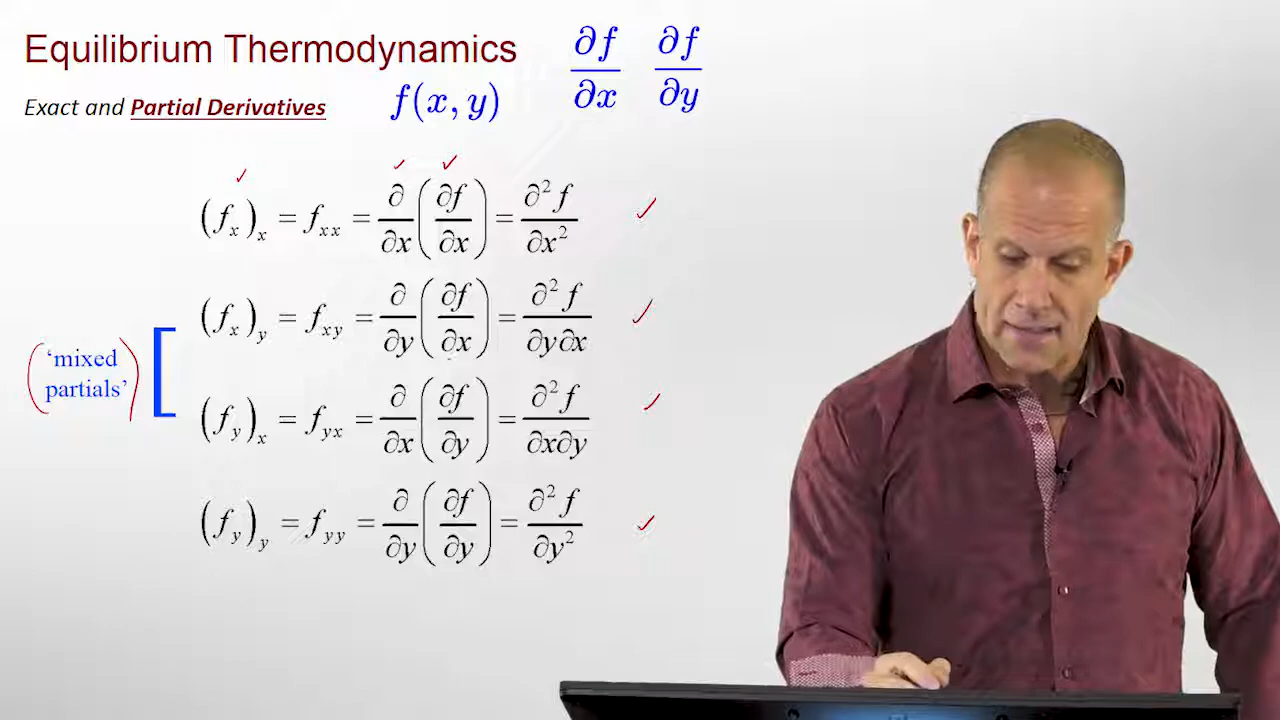 Equilibrium Thermodynamics
∂f/∂x ∂f/∂y
Exact and Partial Derivatives f(x, y)
(f_x)_x = f_xx = ∂/∂x (∂f/∂x) = ∂²f/∂x²
(f_x)_y = f_xy = ∂/∂y (∂f/∂x) = ∂²f/∂y∂x
‘mixed
partials’
(f_y)_x = f_yx = ∂/∂x (∂f/∂y) = ∂²f/∂x∂y
(f_y)_y = f_yy = ∂/∂y (∂f/∂y) = ∂²f/∂y²